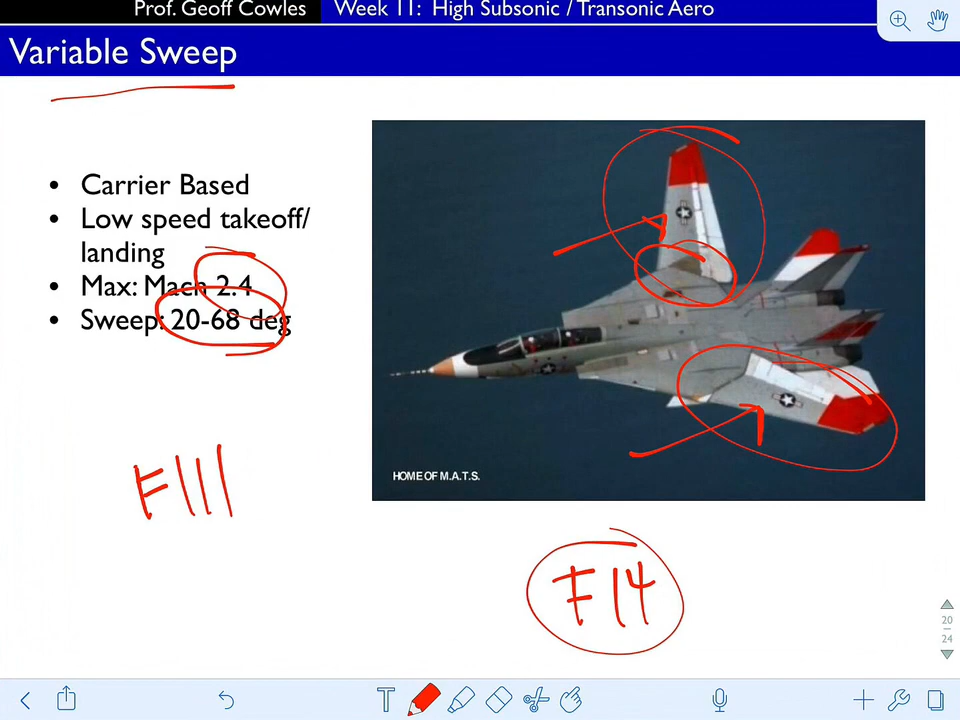 Prof. Geoff Cowles Week 11: High Subsonic / Transonic Aero
Variable Sweep
• Carrier Based
• Low speed takeoff/
landing
• Max: Mach 2.4
• Sweep: 20-68 deg
HOME OF M.A.T.S.
F111
F14
20
24
T